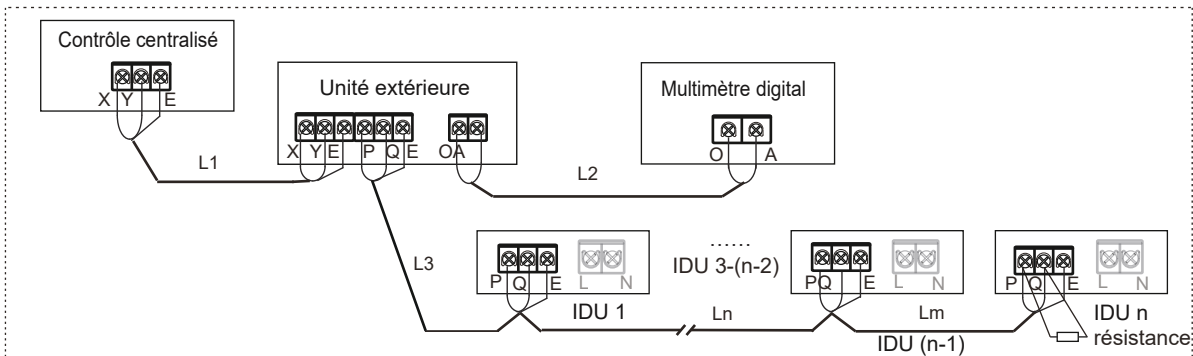 Contrôle centralisé
X Y E
Unité extérieure
X Y E P Q E O A
Multimètre digital
O A
L1
L2
L3
P Q E L N
IDU 1
......
IDU 3-(n-2)
Ln
P Q E L N
IDU (n-1)
Lm
P Q E L N
IDU n
résistance